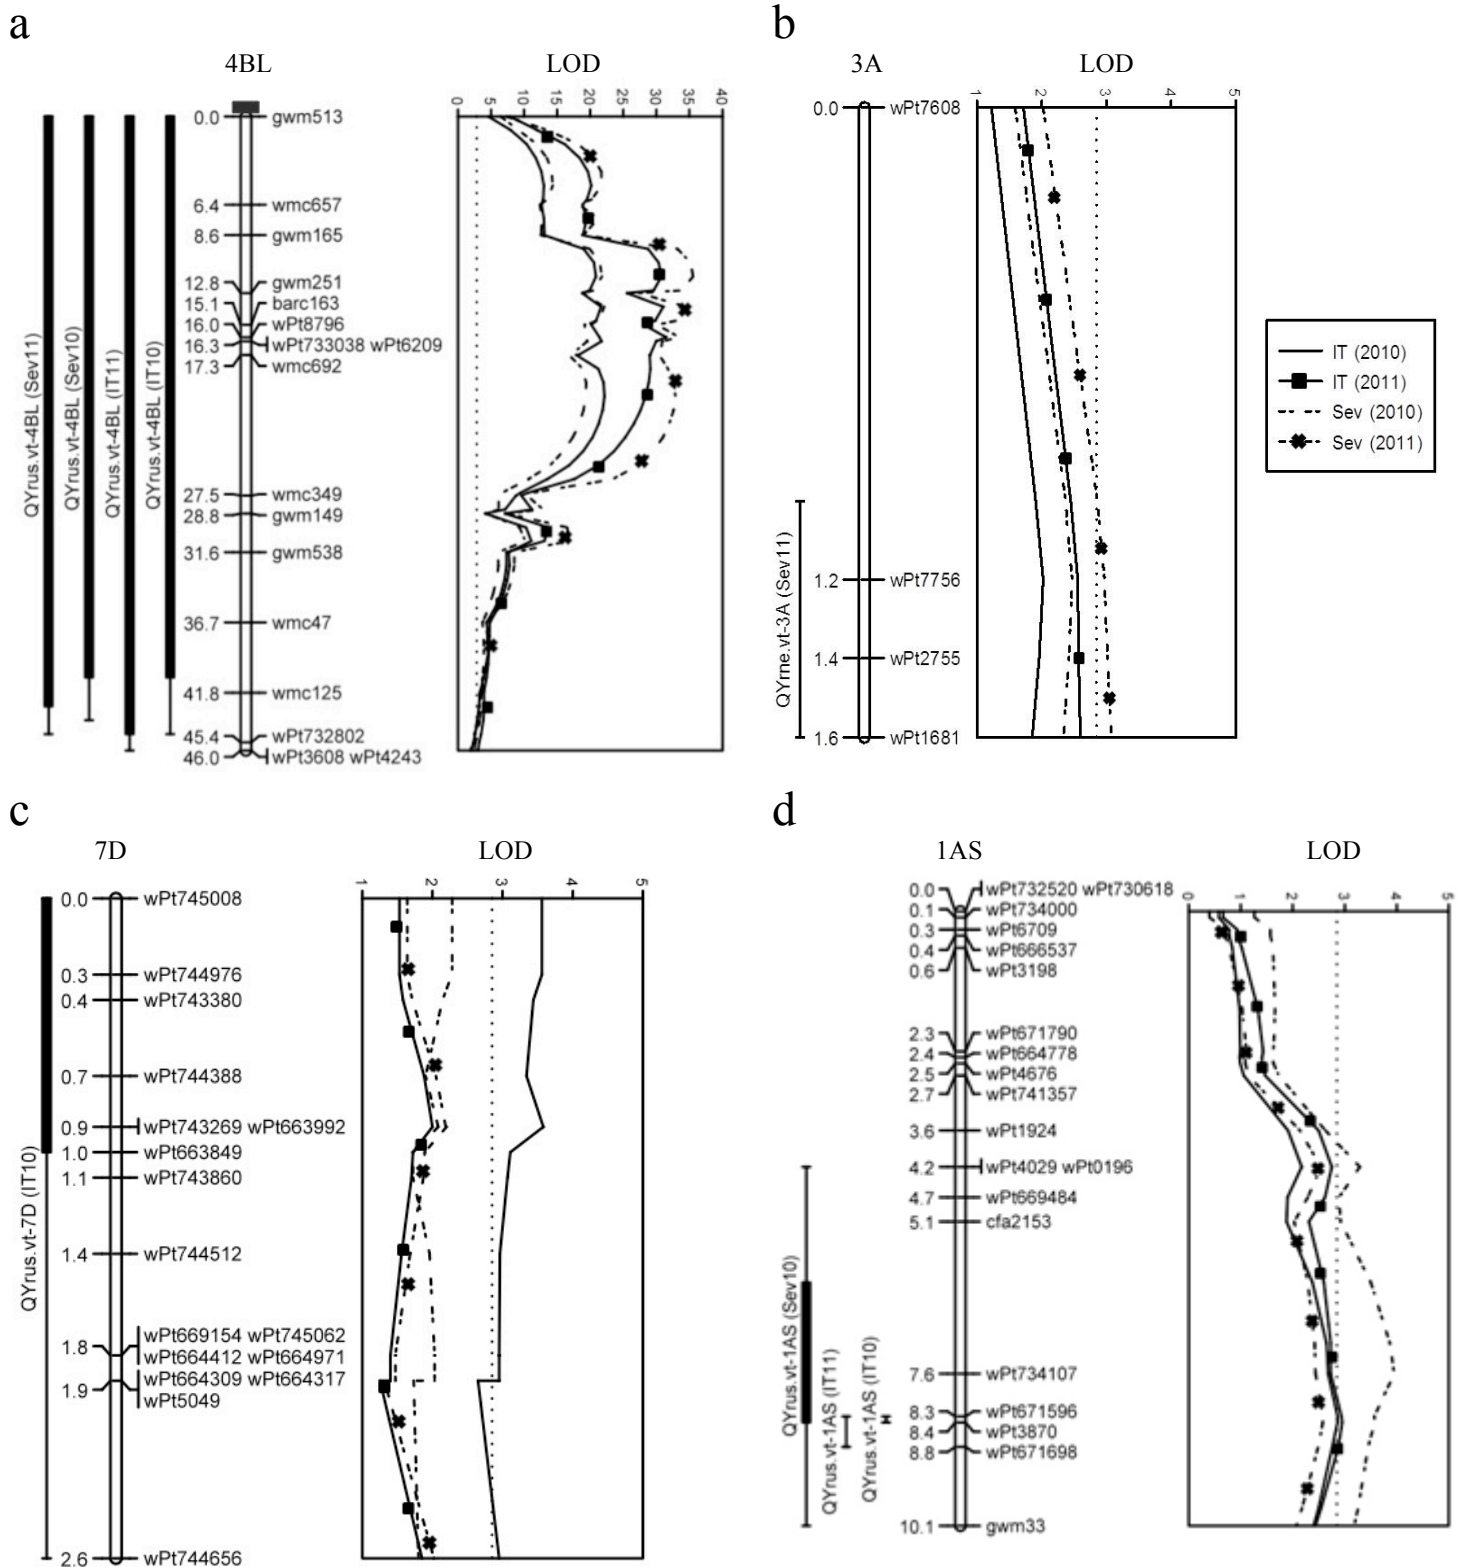 a
4BL
LOD
0 5 10 15 20 25 30 35 40
QYrus.vt-4BL (Sev11)
QYrus.vt-4BL (Sev10)
QYrus.vt-4BL (IT11)
QYrus.vt-4BL (IT10)
0.0 gwm513
6.4 wmc657
8.6 gwm165
12.8 gwm251
15.1 barc163
16.0 wPt8796
16.3 wPt733038 wPt6209
17.3 wmc692
27.5 wmc349
28.8 gwm149
31.6 gwm538
36.7 wmc47
41.8 wmc125
45.4 wPt732802
46.0 wPt3608 wPt4243
b
3A
LOD
1 2 3 4 5
QYrne.vt-3A (Sev11)
0.0 wPt7608
1.2 wPt7756
1.4 wPt2755
1.6 wPt1681
IT (2010)
IT (2011)
Sev (2010)
Sev (2011)
c
7D
LOD
1 2 3 4 5
QYrus.vt-7D (IT10)
0.0 wPt745008
0.3 wPt744976
0.4 wPt743380
0.7 wPt744388
0.9 wPt743269 wPt663992
1.0 wPt663849
1.1 wPt743860
1.4 wPt744512
wPt669154 wPt745062
1.8 wPt664412 wPt664971
wPt664309 wPt664317
1.9 wPt5049
2.6 wPt744656
d
1AS
LOD
0 1 2 3 4 5
QYrus.vt-1AS (Sev10)
QYrus.vt-1AS (IT11)
QYrus.vt-1AS (IT10)
0.0 wPt732520 wPt730618
0.1 wPt734000
0.3 wPt6709
0.4 wPt666537
0.6 wPt3198
2.3 wPt671790
2.4 wPt664778
2.5 wPt4676
2.7 wPt741357
3.6 wPt1924
4.2 wPt4029 wPt0196
4.7 wPt669484
5.1 cfa2153
7.6 wPt734107
8.3 wPt671596
8.4 wPt3870
8.8 wPt671698
10.1 gwm33